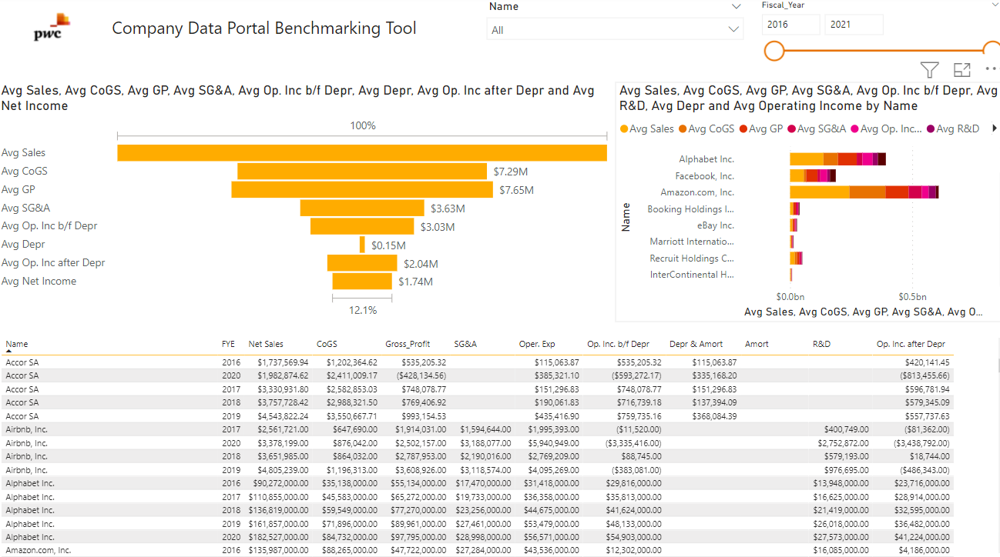 pwc
Company Data Portal Benchmarking Tool
Name
All
Fiscal_Year
2016 2021
Avg Sales, Avg CoGS, Avg GP, Avg SG&A, Avg Op. Inc b/f Depr, Avg Depr, Avg Op. Inc after Depr and Avg
Net Income
100%
Avg Sales
Avg CoGS $7.29M
Avg GP $7.65M
Avg SG&A $3.63M
Avg Op. Inc b/f Depr $3.03M
Avg Depr $0.15M
Avg Op. Inc after Depr $2.04M
Avg Net Income $1.74M
12.1%
Avg Sales, Avg CoGS, Avg GP, Avg SG&A, Avg Op. Inc b/f Depr, Avg
R&D, Avg Depr and Avg Operating Income by Name
Avg Sales Avg CoGS Avg GP Avg SG&A Avg Op. Inc... Avg R&D
Name
Alphabet Inc.
Facebook, Inc.
Amazon.com, Inc.
Booking Holdings I...
eBay Inc.
Marriott Internatio...
Recruit Holdings C...
InterContinental H...
$0.0bn $0.5bn
Avg Sales, Avg CoGS, Avg GP, Avg SG&A, Avg O...
Name FYE Net Sales CoGS Gross_Profit SG&A Oper. Exp Op. Inc. b/f Depr Depr & Amort Amort R&D Op. Inc. after Depr
Accor SA 2016 $1,737,569.94 $1,202,364.62 $535,205.32 $115,063.87 $535,205.32 $115,063.87 $420,141.45
Accor SA 2020 $1,982,874.62 $2,411,009.17 ($428,134.56) $385,321.10 ($593,272.17) $335,168.20 ($813,455.66)
Accor SA 2017 $3,330,931.80 $2,582,853.03 $748,078.77 $151,296.83 $748,078.77 $151,296.83 $596,781.94
Accor SA 2018 $3,757,728.42 $2,988,321.50 $769,406.92 $190,061.83 $716,739.18 $137,394.09 $579,345.09
Accor SA 2019 $4,543,822.24 $3,550,667.71 $993,154.53 $435,416.90 $759,735.16 $368,084.39 $557,737.63
Airbnb, Inc. 2017 $2,561,721.00 $647,690.00 $1,914,031.00 $1,594,644.00 $1,995,393.00 ($11,520.00) $400,749.00 ($81,362.00)
Airbnb, Inc. 2020 $3,378,199.00 $876,042.00 $2,502,157.00 $3,188,077.00 $5,940,949.00 ($3,335,416.00) $2,752,872.00 ($3,438,792.00)
Airbnb, Inc. 2018 $3,651,985.00 $864,032.00 $2,787,953.00 $2,190,016.00 $2,769,209.00 $88,745.00 $579,193.00 $18,744.00
Airbnb, Inc. 2019 $4,805,239.00 $1,196,313.00 $3,608,926.00 $3,118,574.00 $4,095,269.00 ($383,081.00) $976,695.00 ($486,343.00)
Alphabet Inc. 2016 $90,272,000.00 $35,138,000.00 $55,134,000.00 $17,470,000.00 $31,418,000.00 $29,816,000.00 $13,948,000.00 $23,716,000.00
Alphabet Inc. 2017 $110,855,000.00 $45,583,000.00 $65,272,000.00 $19,733,000.00 $36,358,000.00 $35,813,000.00 $16,625,000.00 $28,914,000.00
Alphabet Inc. 2018 $136,819,000.00 $59,549,000.00 $77,270,000.00 $23,256,000.00 $44,675,000.00 $41,624,000.00 $21,419,000.00 $32,595,000.00
Alphabet Inc. 2019 $161,857,000.00 $71,896,000.00 $89,961,000.00 $27,461,000.00 $53,479,000.00 $48,133,000.00 $26,018,000.00 $36,482,000.00
Alphabet Inc. 2020 $182,527,000.00 $84,732,000.00 $97,795,000.00 $28,998,000.00 $56,571,000.00 $54,903,000.00 $27,573,000.00 $41,224,000.00
Amazon.com, Inc. 2016 $135,987,000.00 $88,265,000.00 $47,722,000.00 $27,284,000.00 $43,536,000.00 $12,302,000.00 $16,085,000.00 $4,186,000.00